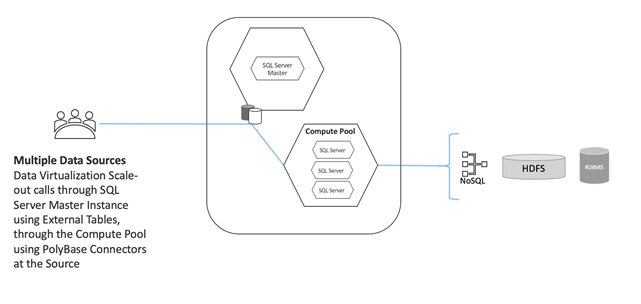 SQL Server
Master
Compute Pool
SQL Server
SQL Server
SQL Server
Multiple Data Sources
Data Virtualization Scale-
out calls through SQL
Server Master Instance
using External Tables,
through the Compute Pool
using PolyBase Connectors
at the Source
NoSQL
HDFS
RDBMS